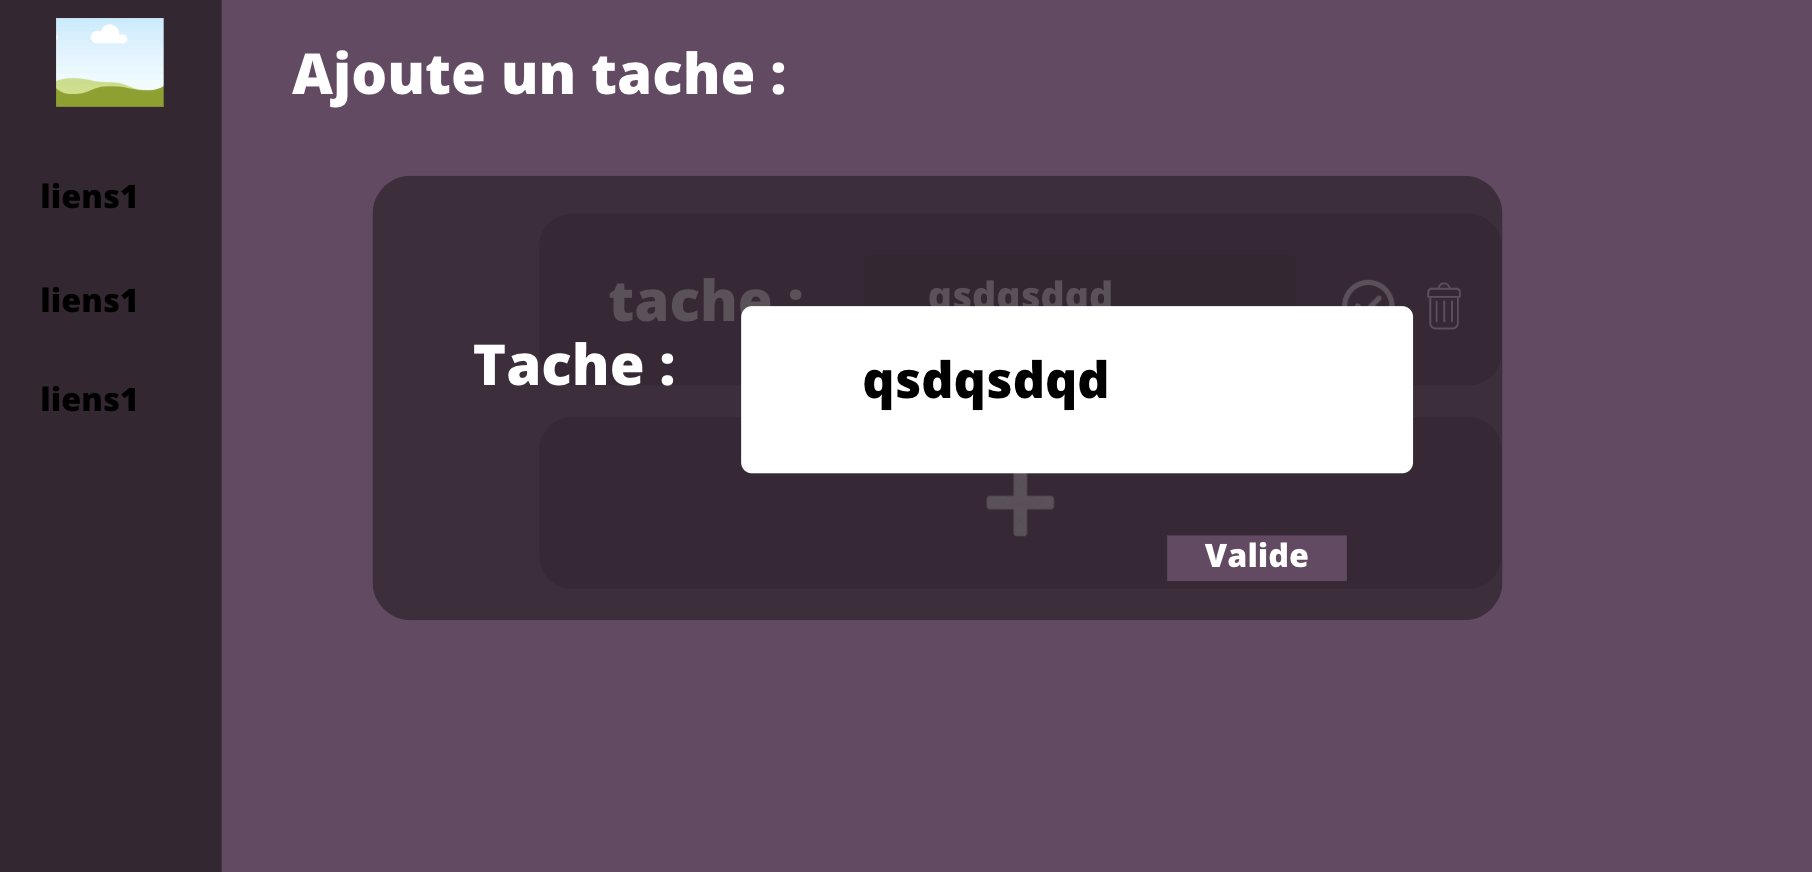 Ajoute un tache :
liens1
liens1
liens1
tache :
qsdqsdqd
Tache :
qsdqsdqd
Valide